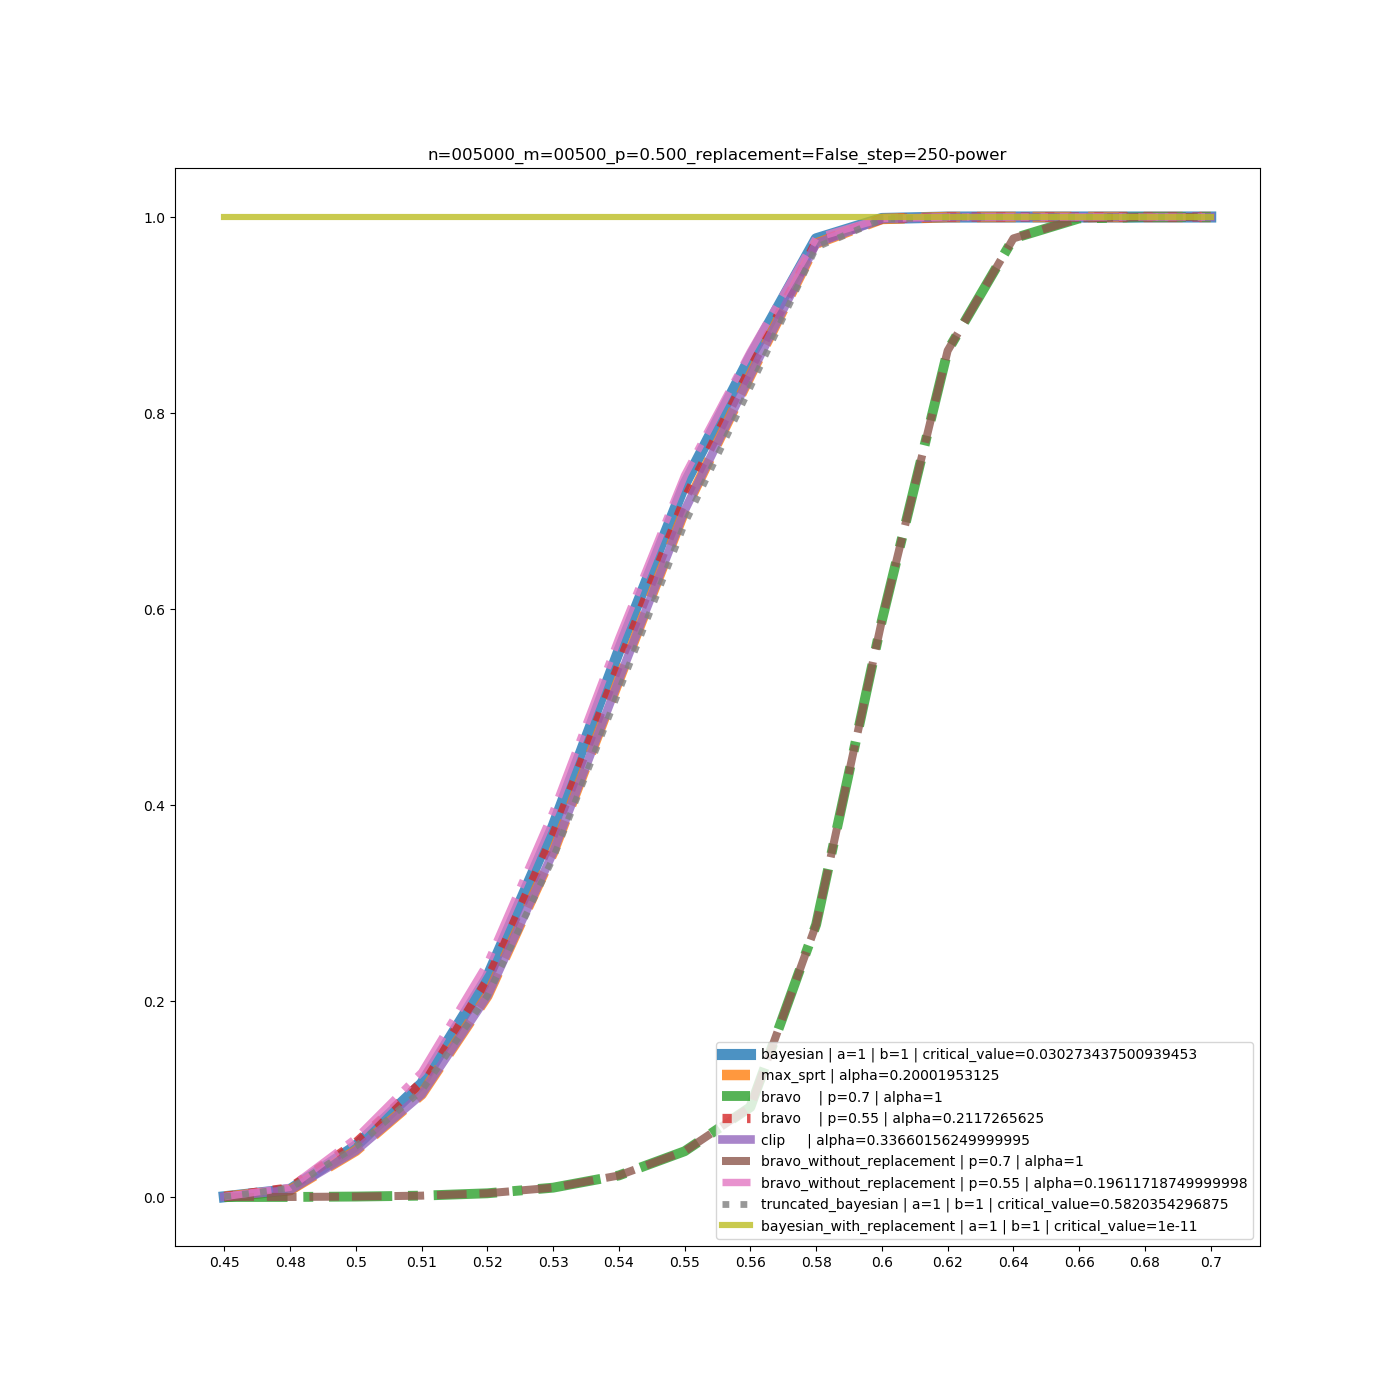 n=005000_m=00500_p=0.500_replacement=False_step=250-power
1.0
0.8
0.6
0.4
0.2
0.0
bayesian | a=1 | b=1 | critical_value=0.030273437500939453
max_sprt | alpha=0.20001953125
bravo    | p=0.7 | alpha=1
bravo    | p=0.55 | alpha=0.2117265625
clip     | alpha=0.33660156249999995
bravo_without_replacement | p=0.7 | alpha=1
bravo_without_replacement | p=0.55 | alpha=0.19611718749999998
truncated_bayesian | a=1 | b=1 | critical_value=0.5820354296875
bayesian_with_replacement | a=1 | b=1 | critical_value=1e-11
0.45 0.48 0.5 0.51 0.52 0.53 0.54 0.55 0.56 0.58 0.6 0.62 0.64 0.66 0.68 0.7